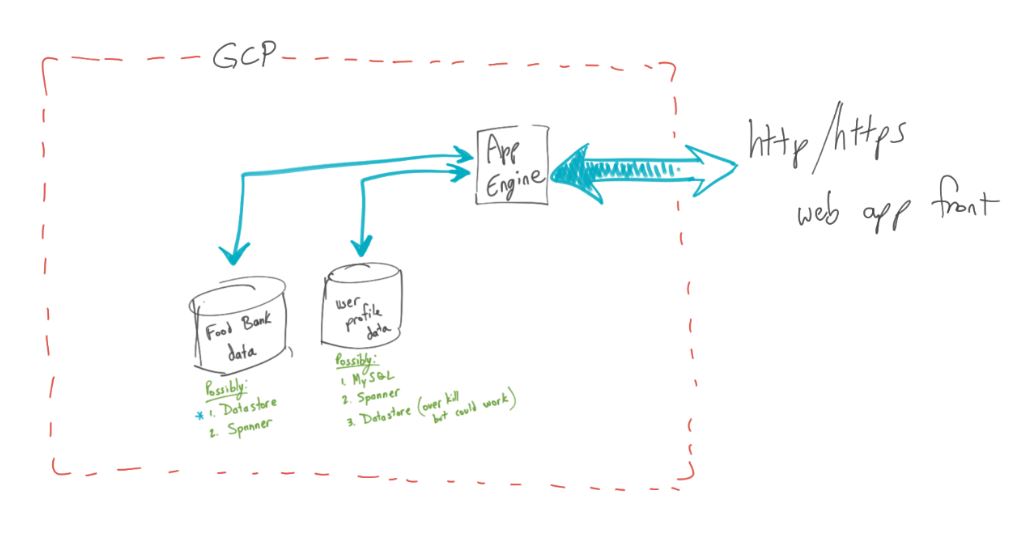 GCP
App
Engine
http/https
web app front
Food Bank
data
Possibly:
* 1. Datastore
2. Spanner
user
profile
data
Possibly:
1. MySQL
2. Spanner
3. Datastore (over kill
but could work)